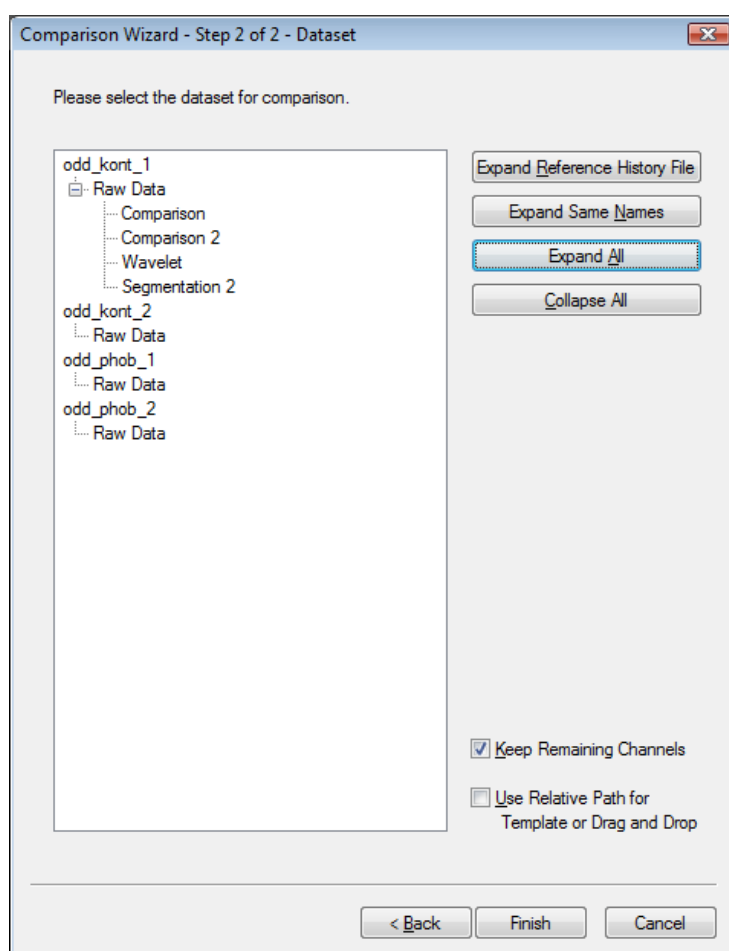 Comparison Wizard - Step 2 of 2 - Dataset
Please select the dataset for comparison.
odd_kont_1
Raw Data
Comparison
Comparison 2
Wavelet
Segmentation 2
odd_kont_2
Raw Data
odd_phob_1
Raw Data
odd_phob_2
Raw Data
Expand Reference History File
Expand Same Names
Expand All
Collapse All
Keep Remaining Channels
Use Relative Path for
Template or Drag and Drop
< Back
Finish
Cancel